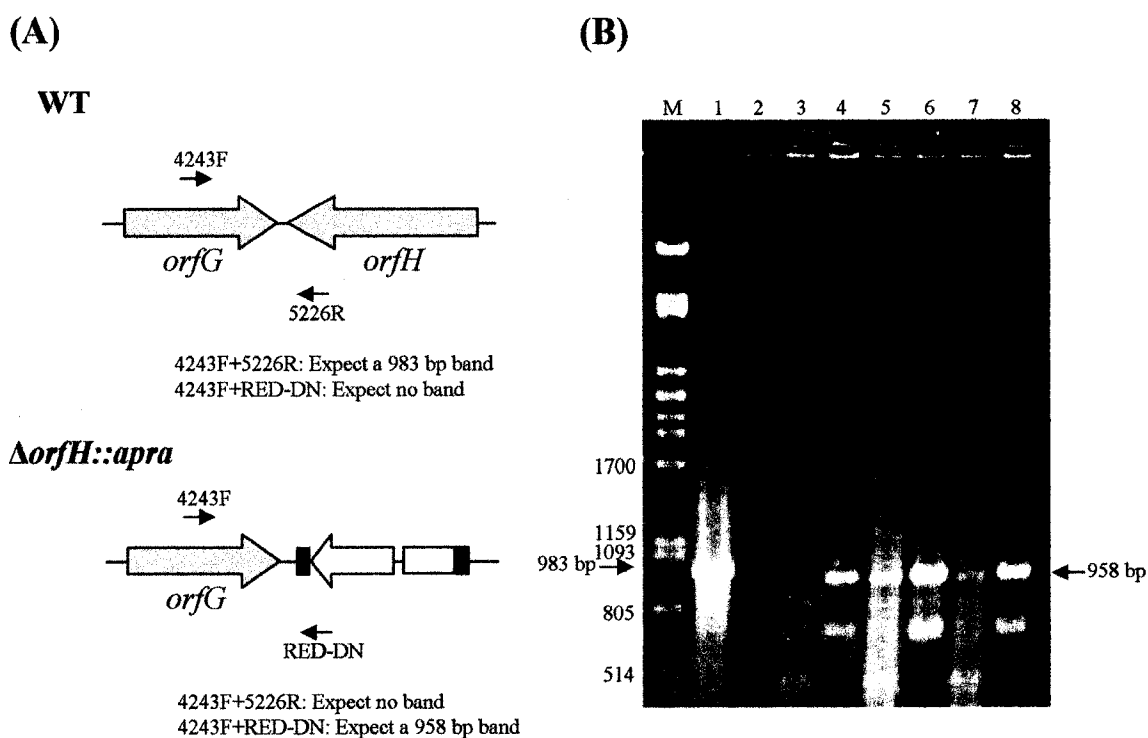 (A)
WT
4243F
orfG orfH
5226R
4243F+5226R: Expect a 983 bp band
4243F+RED-DN: Expect no band
ΔorfH::apra
4243F
orfG
RED-DN
4243F+5226R: Expect no band
4243F+RED-DN: Expect a 958 bp band
(B)
M 1 2 3 4 5 6 7 8
1700
1159
1093
983 bp
958 bp
805
514